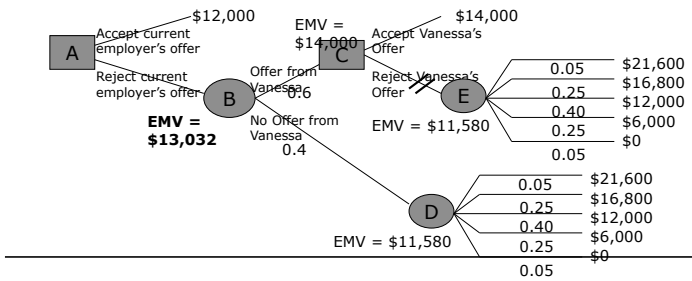 $12,000
EMV =
$14,000
$14,000
Accept current
employer's offer
Accept Vanessa's
Offer
A
C
Reject current
employer's offer
Offer from
Vanessa
0.6
Reject Vanessa's
Offer
B
E
$21,600
0.05
$16,800
0.25
$12,000
0.40
$6,000
0.25
$0
0.05
EMV =
$13,032
No Offer from
Vanessa
0.4
EMV = $11,580
D
EMV = $11,580
$21,600
0.05
$16,800
0.25
$12,000
0.40
$6,000
0.25
$0
0.05